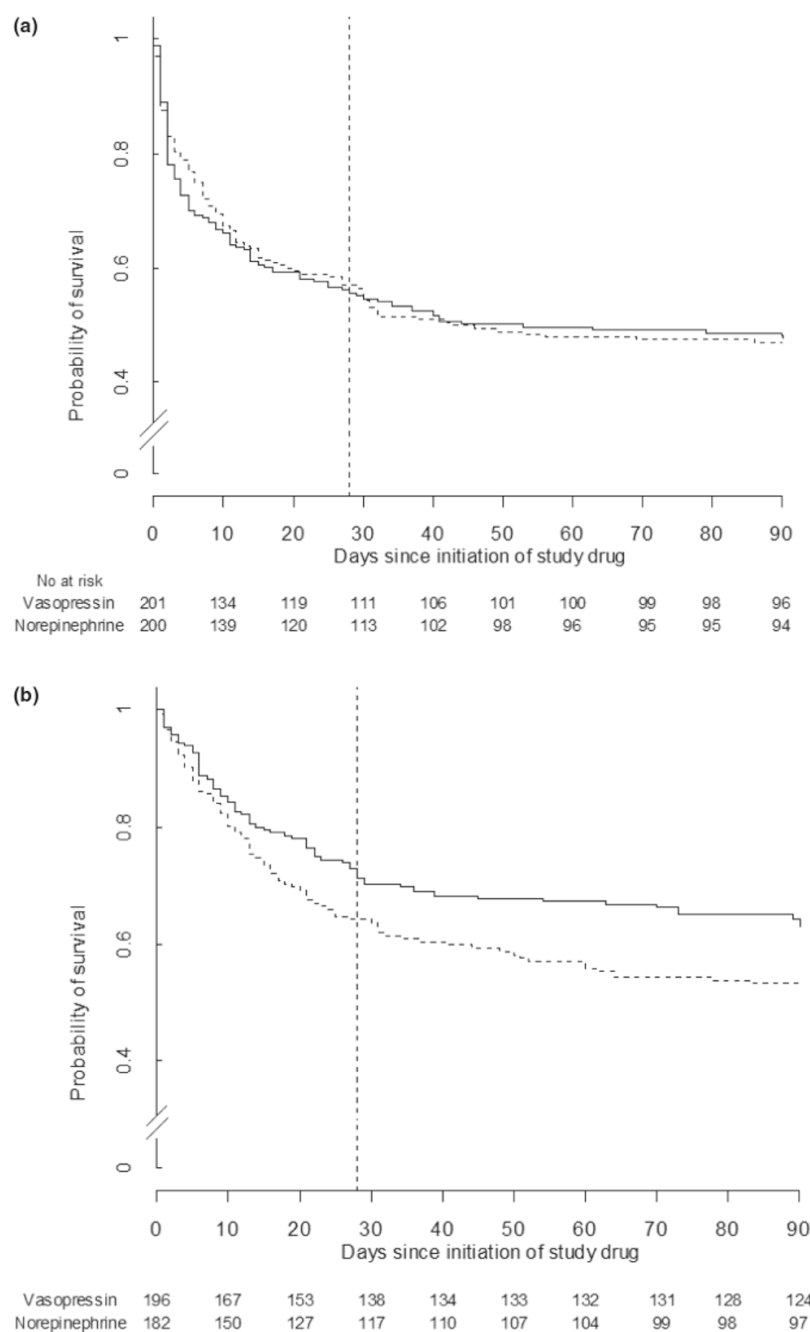 (a)
1
0.8
0.6
0.4
0
Probability of survival
0 10 20 30 40 50 60 70 80 90
Days since initiation of study drug
No at risk
Vasopressin 201 134 119 111 106 101 100 99 98 96
Norepinephrine 200 139 120 113 102 98 96 95 95 94
(b)
1
0.8
0.6
0.4
0
Probability of survival
0 10 20 30 40 50 60 70 80 90
Days since initiation of study drug
Vasopressin 196 167 153 138 134 133 132 131 128 124
Norepinephrine 182 150 127 117 110 107 104 99 98 97